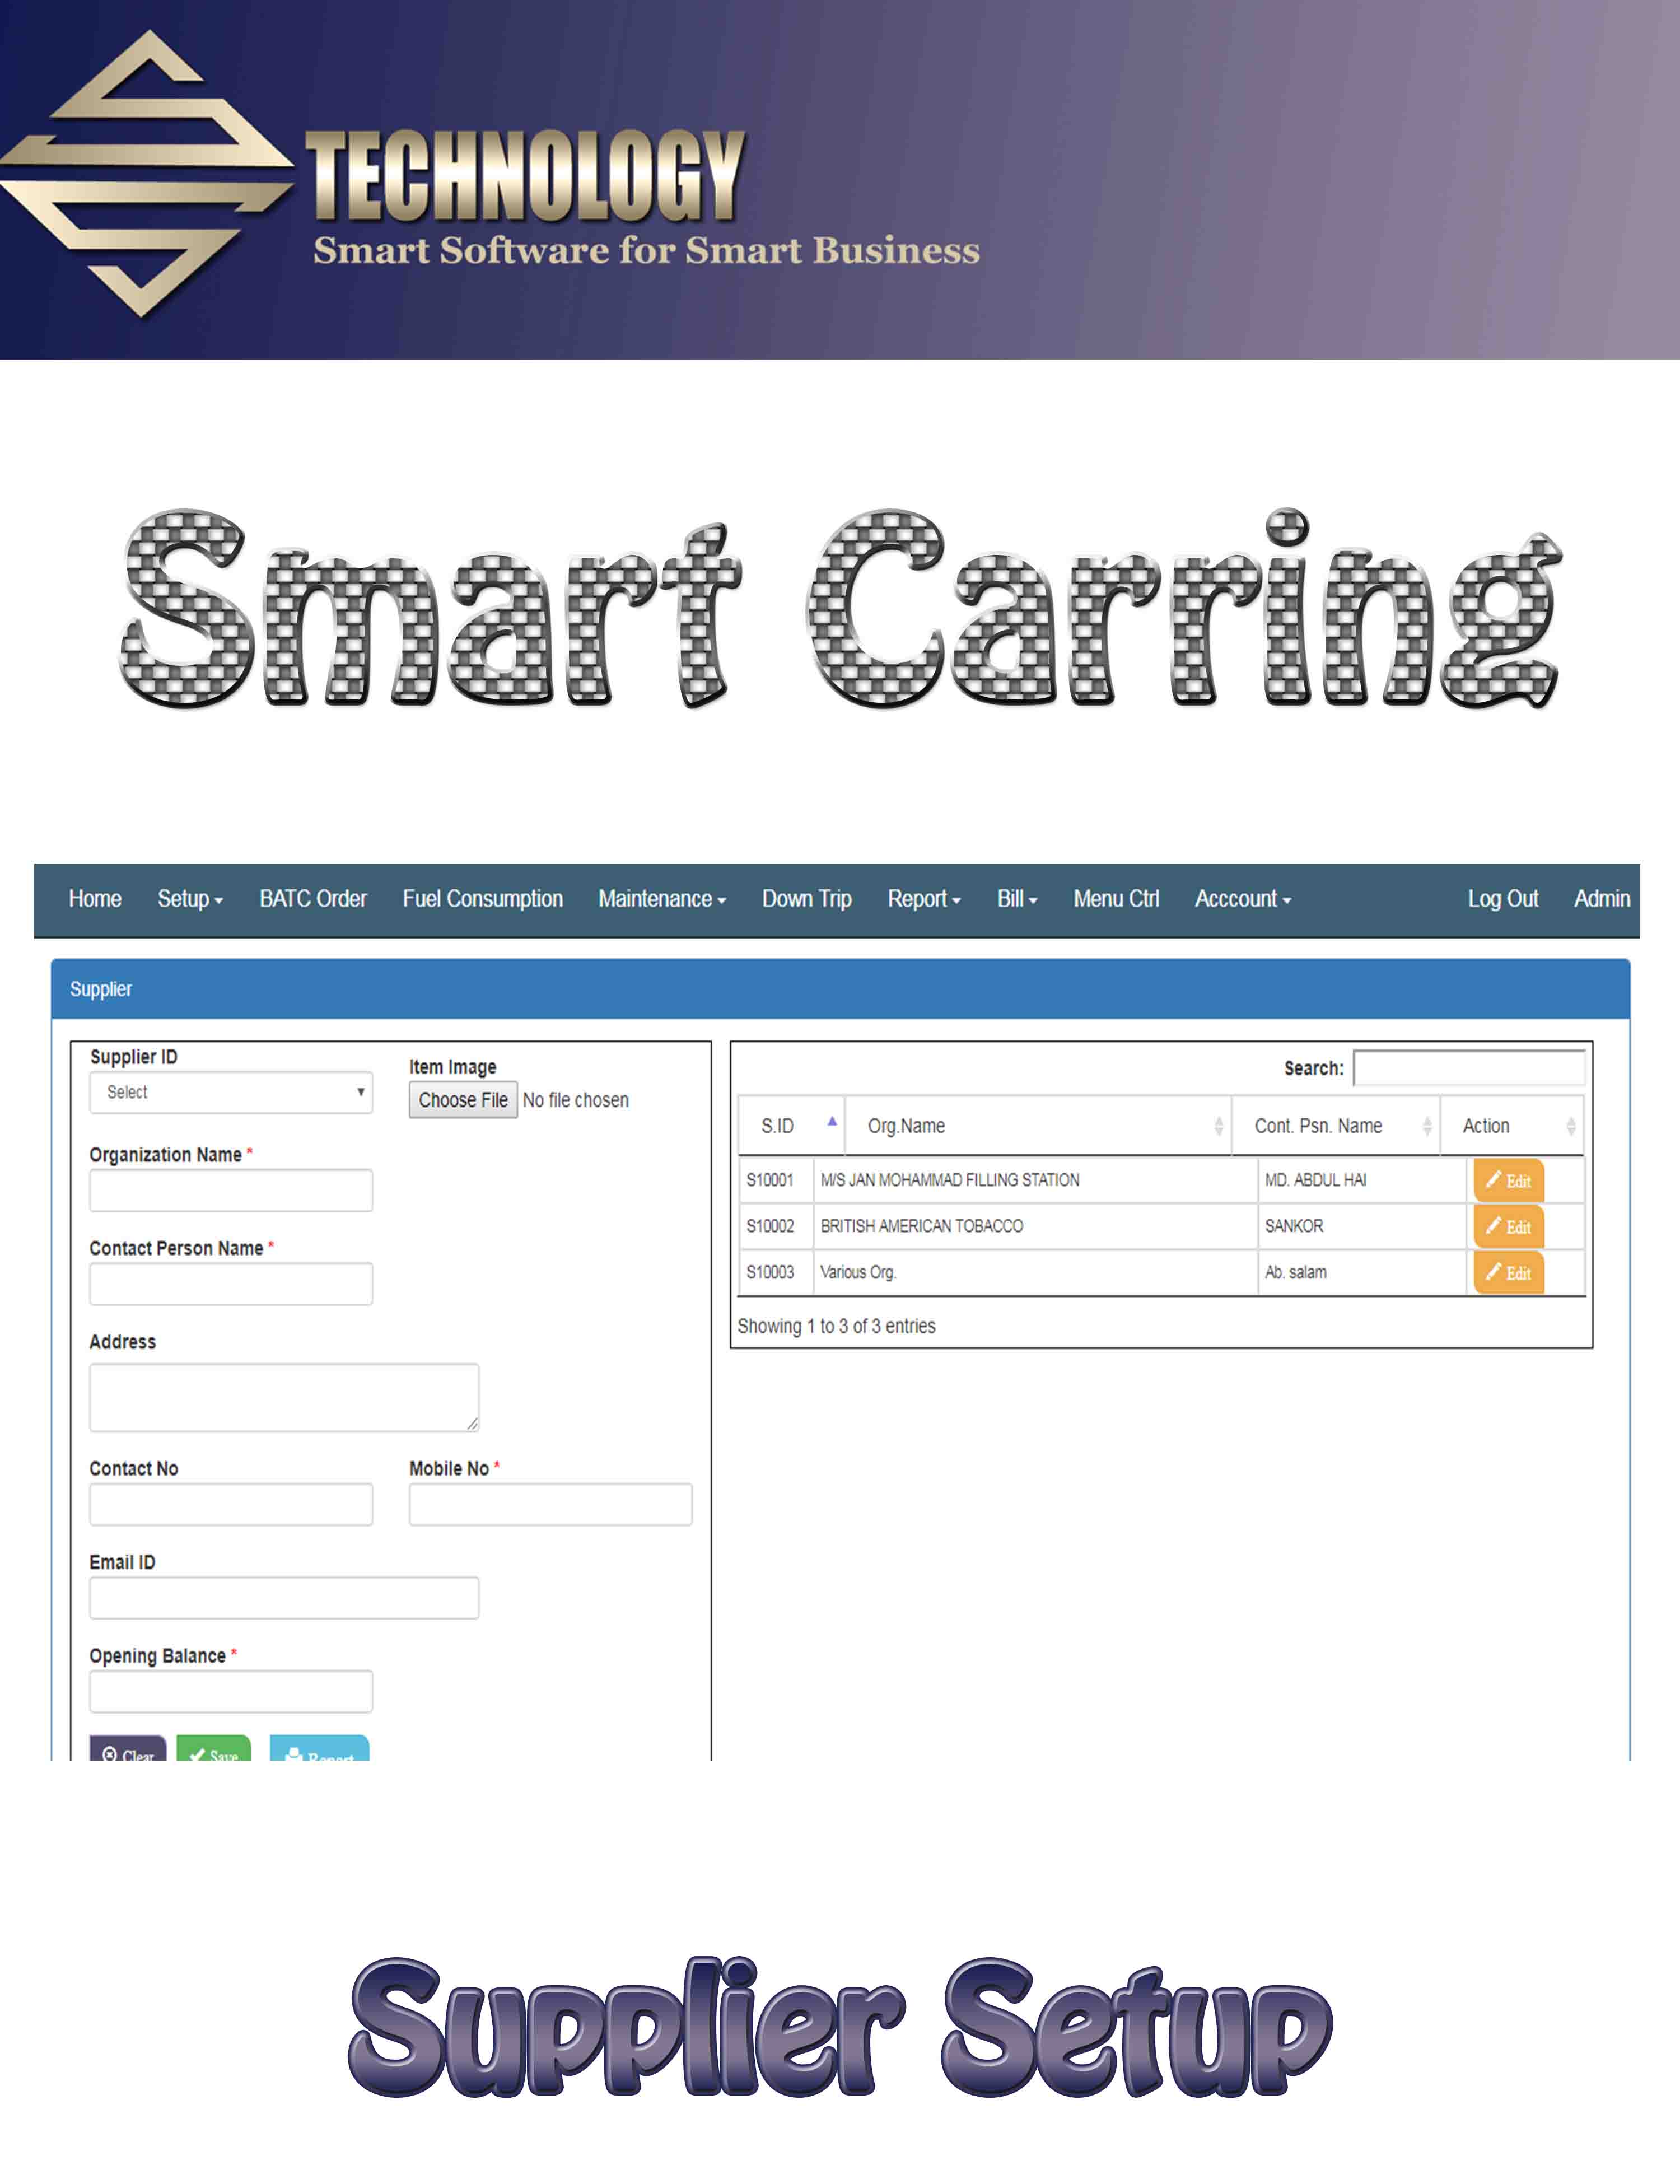 TECHNOLOGY
Smart Software for Smart Business
Smart Carring
Home Setup BATC Order Fuel Consumption Maintenance Down Trip Report Bill Menu Ctrl Acccount Log Out Admin
Supplier
Supplier ID
Select
Item Image
Choose File No file chosen
Organization Name *
Contact Person Name *
Address
Contact No Mobile No *
Email ID
Opening Balance *
Clear Save Report
Search:
S.ID Org.Name Cont. Psn. Name Action
S10001 M/S JAN MOHAMMAD FILLING STATION MD. ABDUL HAI Edit
S10002 BRITISH AMERICAN TOBACCO SANKOR Edit
S10003 Various Org. Ab. salam Edit
Showing 1 to 3 of 3 entries
Supplier Setup